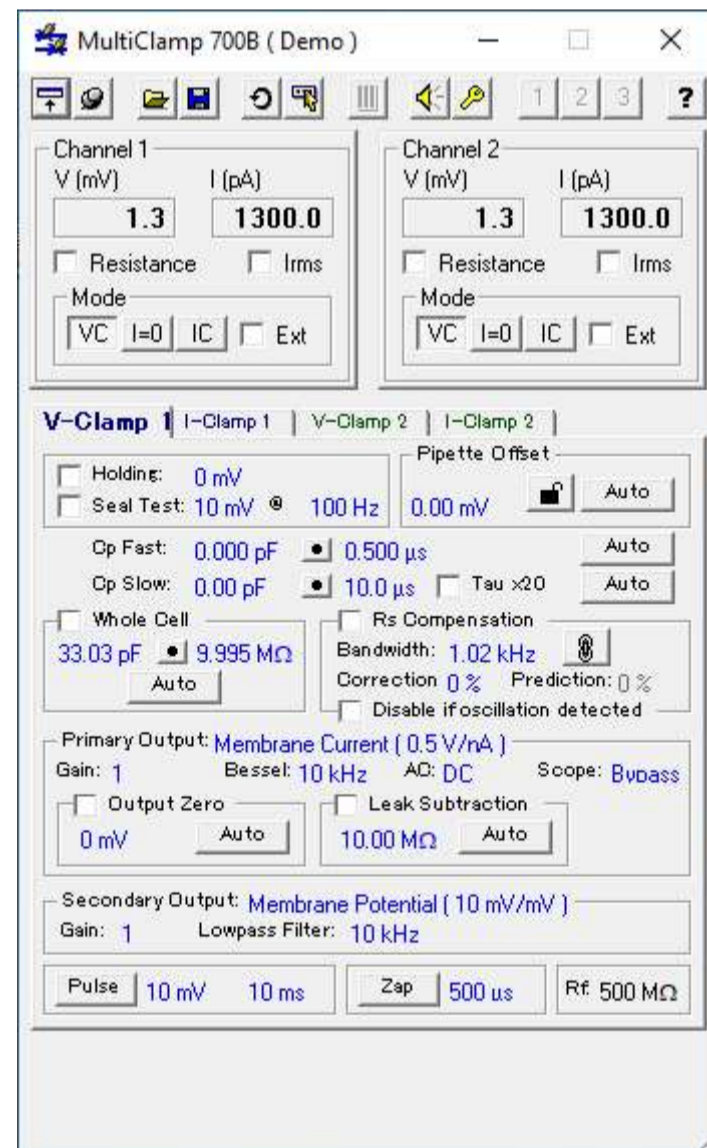 MultiClamp 700B ( Demo )
1 2 3 ?
Channel 1
V (mV) I (pA)
1.3 1300.0
Resistance Irms
Mode
VC I=0 IC Ext
Channel 2
V (mV) I (pA)
1.3 1300.0
Resistance Irms
Mode
VC I=0 IC Ext
V-Clamp 1 I-Clamp 1 V-Clamp 2 I-Clamp 2
Holding: 0 mV
Seal Test: 10 mV @ 100 Hz
Pipette Offset
0.00 mV Auto
Cp Fast: 0.000 pF 0.500 µs Auto
Cp Slow: 0.00 pF 10.0 µs Tau x20 Auto
Whole Cell
33.03 pF 9.995 MΩ
Auto
Rs Compensation
Bandwidth: 1.02 kHz
Correction 0 % Prediction: 0 %
Disable if oscillation detected
Primary Output: Membrane Current ( 0.5 V/nA )
Gain: 1 Bessel: 10 kHz AC: DC Scope: Bypass
Output Zero
0 mV Auto
Leak Subtraction
10.00 MΩ Auto
Secondary Output: Membrane Potential ( 10 mV/mV )
Gain: 1 Lowpass Filter: 10 kHz
Pulse 10 mV 10 ms Zap 500 us Rf: 500 MΩ